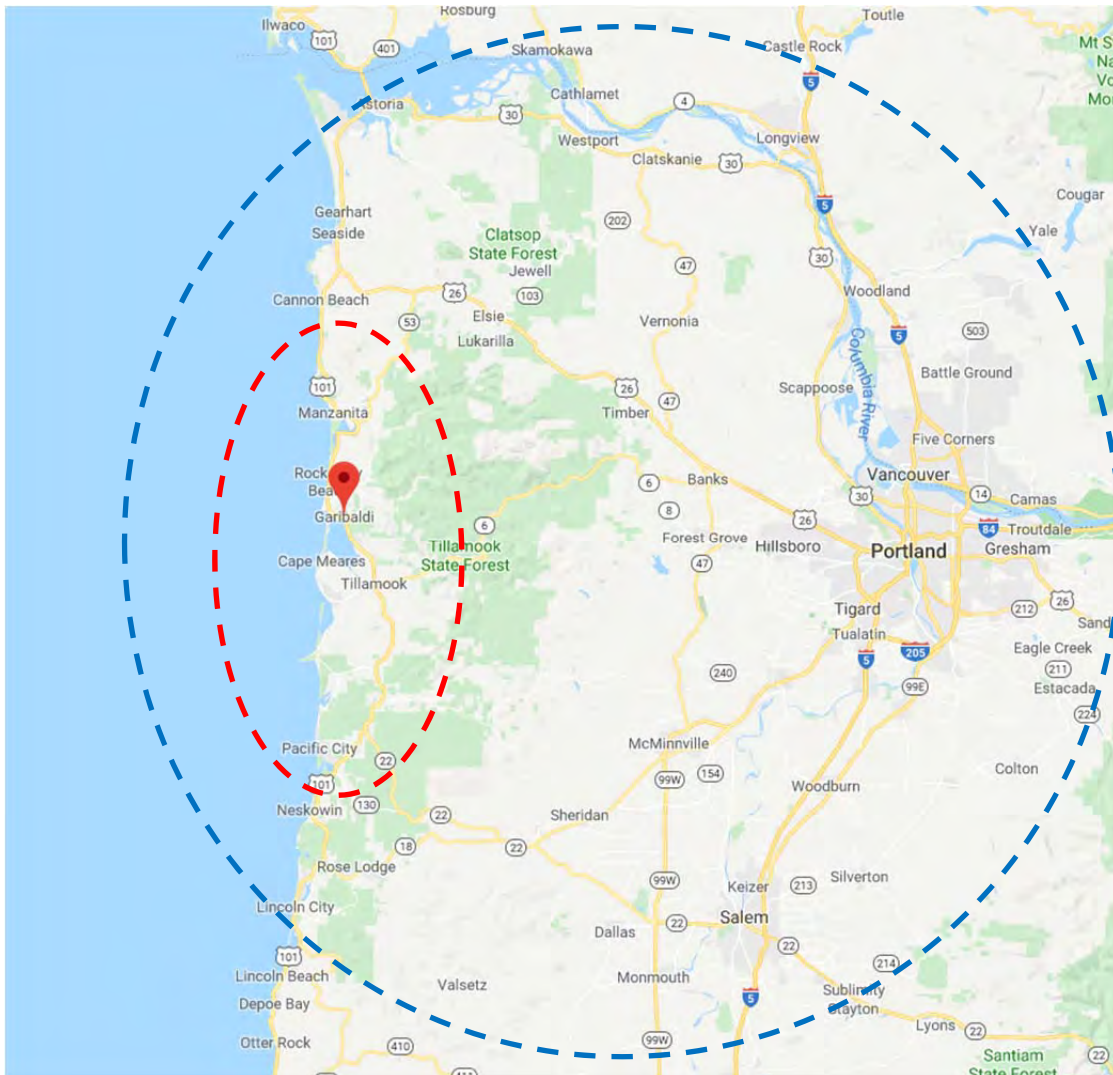 Rosburg
Toutle
Ilwaco
101
401
Skamokawa
Castle Rock
Mt S
Na
Vo
Mon
5
Cathlamet
4
Astoria
30
Westport
Longview
Clatskanie
30
Cougar
5
Gearhart
Seaside
202
Clatsop
State Forest
Jewell
Yale
30
47
26
103
Woodland
Cannon Beach
53
Elsie
Lukarilla
Vernonia
5
503
Columbia River
101
26
Scappoose
Battle Ground
Manzanita
47
Timber
Five Corners
Garibaldi
6
Banks
Vancouver
30
14
Camas
8
26
84
Troutdale
6
Forest Grove
Hillsboro
Portland
Gresham
Tillamook
State Forest
Cape Meares
47
Tillamook
26
Tigard
212
Tualatin
205
Sand
5
Eagle Creek
211
240
99E
Estacada
224
Pacific City
McMinnville
22
99W
154
Colton
101
Woodburn
130
Neskowin
22
Sheridan
18
22
Rose Lodge
99W
Keizer
213
Silverton
Lincoln City
Salem
22
Dallas
22
101
214
Lincoln Beach
Valsetz
Monmouth
Sublimity
Stayton
Depoe Bay
5
Lyons
22
Otter Rock
410
99W
22
Santiam
State Forest